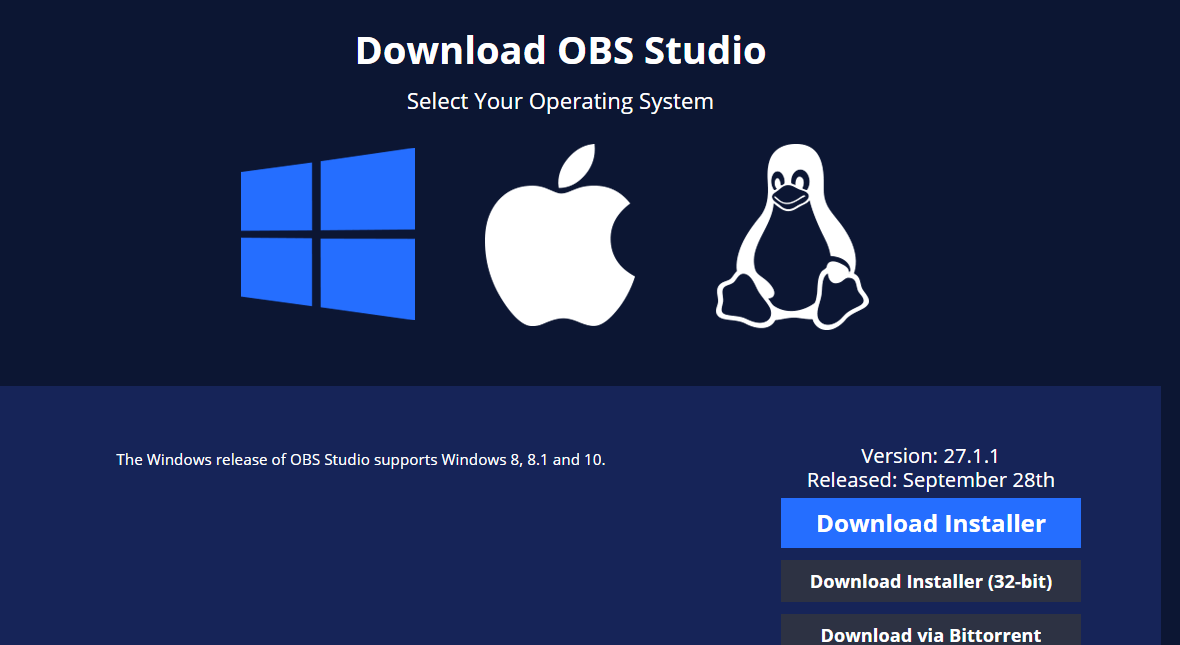 Download OBS Studio
Select Your Operating System
The Windows release of OBS Studio supports Windows 8, 8.1 and 10.
Version: 27.1.1
Released: September 28th
Download Installer
Download Installer (32-bit)
Download via Bittorrent